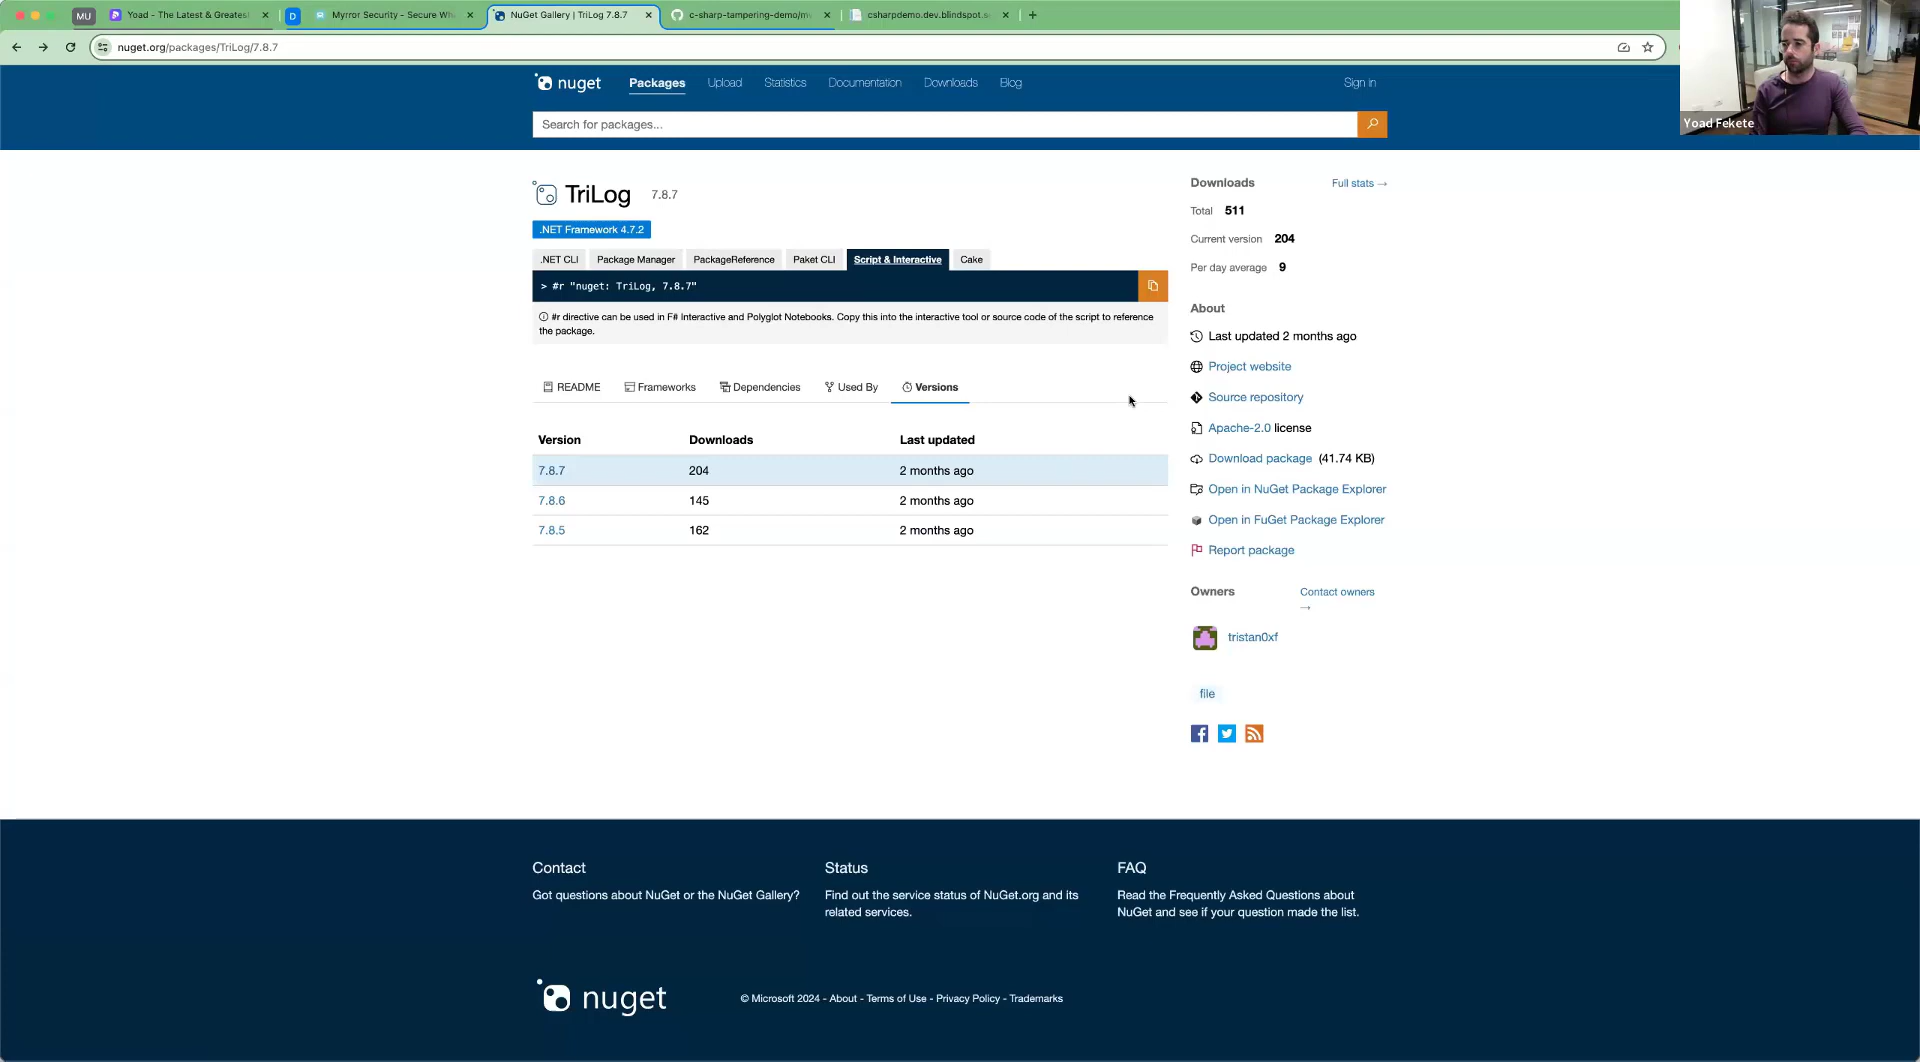 MU
Yoad - The Latest & Greates
D
Myrror Security - Secure Wh
NuGet Gallery | TriLog 7.8.7
c-sharp-tampering-demo/m
csharpdemo.dev.blindspot.s
nuget.org/packages/TriLog/7.8.7
Yoad Fekete
nuget
Packages
Upload
Statistics
Documentation
Downloads
Blog
Sign in
Search for packages...
TriLog 7.8.7
.NET Framework 4.7.2
.NET CLI
Package Manager
PackageReference
Paket CLI
Script & Interactive
Cake
> #r "nuget: TriLog, 7.8.7"
#r directive can be used in F# Interactive and Polyglot Notebooks. Copy this into the interactive tool or source code of the script to reference
the package.
README
Frameworks
Dependencies
Used By
Versions
Version Downloads Last updated
7.8.7 204 2 months ago
7.8.6 145 2 months ago
7.8.5 162 2 months ago
Downloads Full stats →
Total 511
Current version 204
Per day average 9
About
Last updated 2 months ago
Project website
Source repository
Apache-2.0 license
Download package (41.74 KB)
Open in NuGet Package Explorer
Open in FuGet Package Explorer
Report package
Owners Contact owners
→
tristan0xf
file
Contact
Got questions about NuGet or the NuGet Gallery?
Status
Find out the service status of NuGet.org and its
related services.
FAQ
Read the Frequently Asked Questions about
NuGet and see if your question made the list.
nuget
© Microsoft 2024 - About - Terms of Use - Privacy Policy - Trademarks